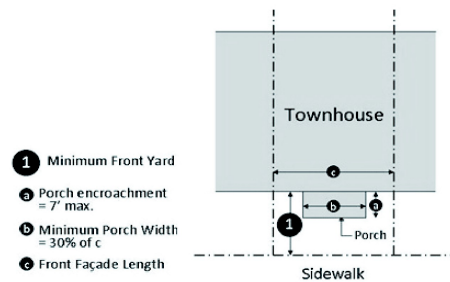 1 Minimum Front Yard
a Porch encroachment
= 7' max.
b Minimum Porch Width
= 30% of c
c Front Façade Length
Townhouse
c
b
a
1
Porch
Sidewalk